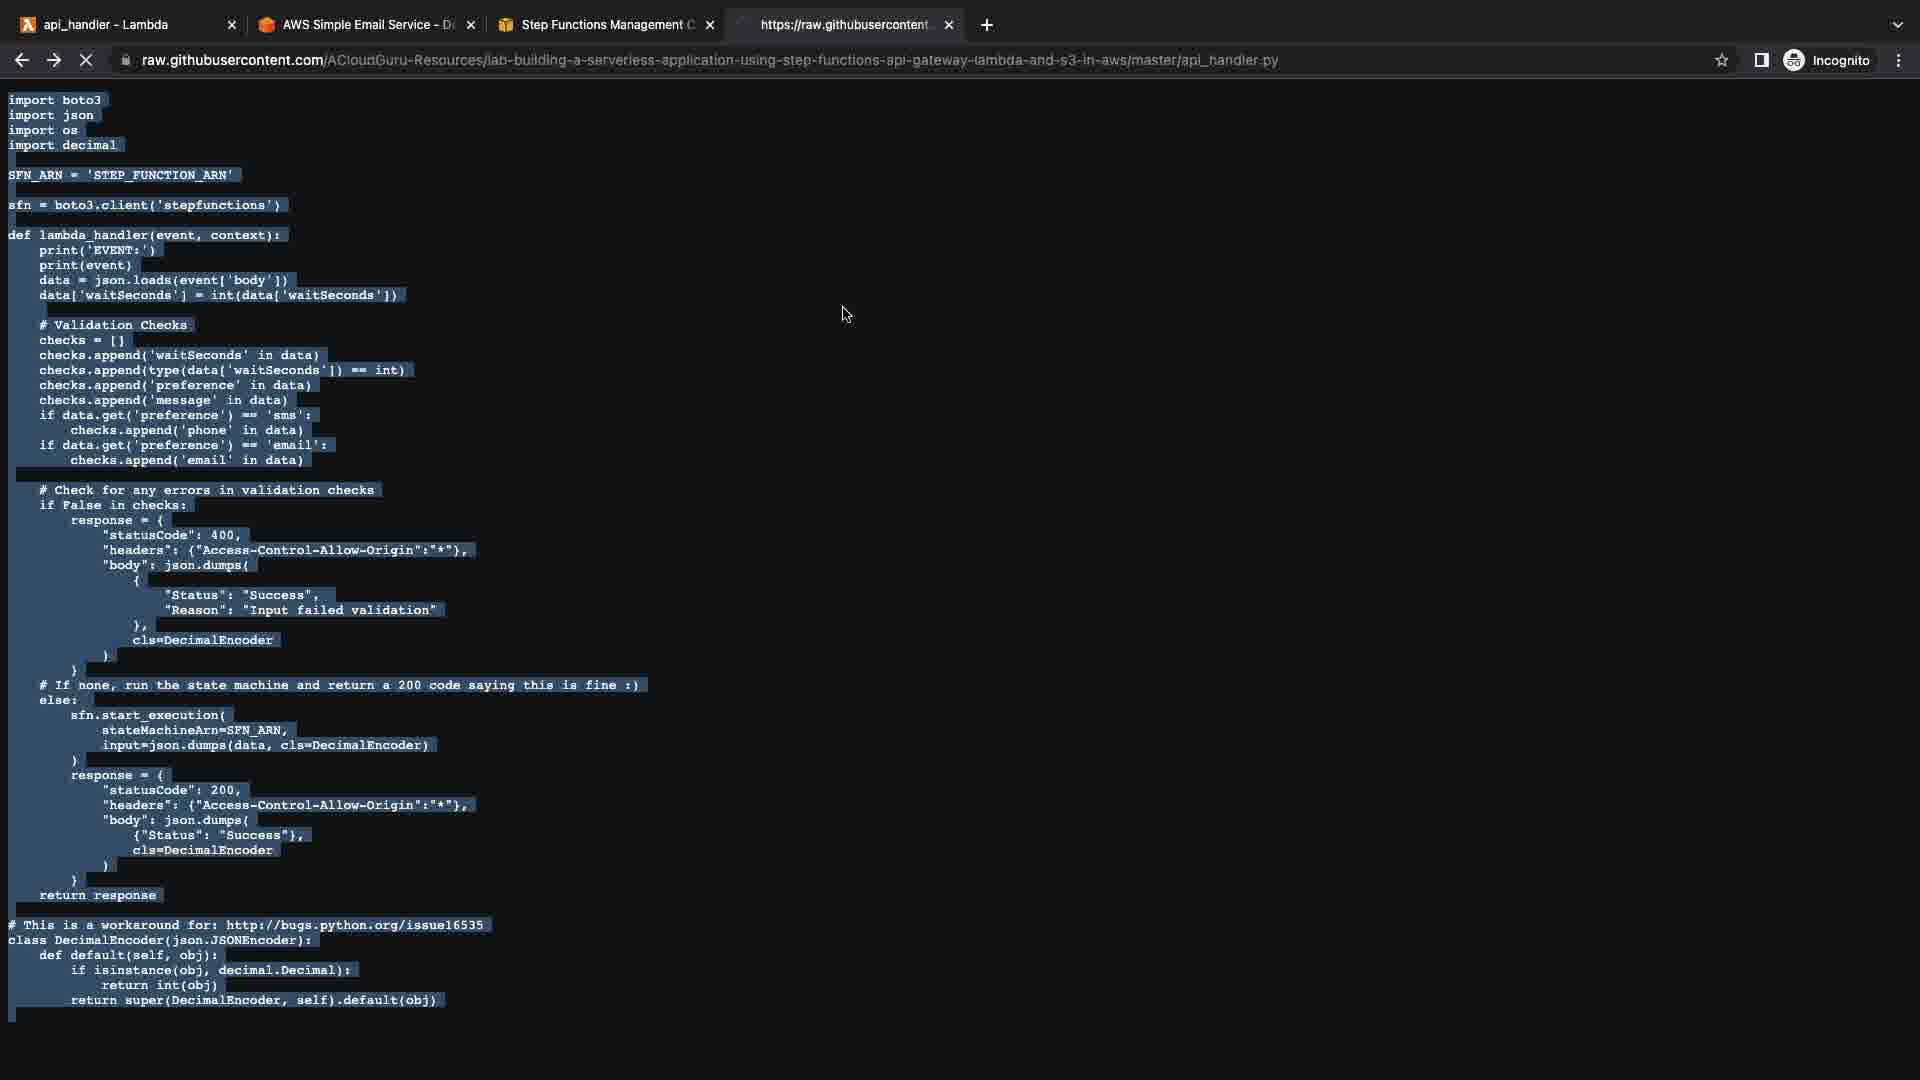 api_handler - Lambda
AWS Simple Email Service - D
Step Functions Management C
https://raw.githubusercontent.
raw.githubusercontent.com/ACloudGuru-Resources/lab-building-a-serverless-application-using-step-functions-api-gateway-lambda-and-s3-in-aws/master/api_handler.py
Incognito
import boto3
import json
import os
import decimal
SFN_ARN = 'STEP_FUNCTION_ARN'
sfn = boto3.client('stepfunctions')
def lambda_handler(event, context):
    print('EVENT:')
    print(event)
    data = json.loads(event['body'])
    data['waitSeconds'] = int(data['waitSeconds'])
    # Validation Checks
    checks = []
    checks.append('waitSeconds' in data)
    checks.append(type(data['waitSeconds']) == int)
    checks.append('preference' in data)
    checks.append('message' in data)
    if data.get('preference') == 'sms':
        checks.append('phone' in data)
    if data.get('preference') == 'email':
        checks.append('email' in data)
    # Check for any errors in validation checks
    if False in checks:
        response = {
            "statusCode": 400,
            "headers": {"Access-Control-Allow-Origin":"*"},
            "body": json.dumps(
                {
                    "Status": "Success",
                    "Reason": "Input failed validation"
                },
                cls=DecimalEncoder
            )
        }
    # If none, run the state machine and return a 200 code saying this is fine :)
    else:
        sfn.start_execution(
            stateMachineArn=SFN_ARN,
            input=json.dumps(data, cls=DecimalEncoder)
        )
        response = {
            "statusCode": 200,
            "headers": {"Access-Control-Allow-Origin":"*"},
            "body": json.dumps(
                {"Status": "Success"},
                cls=DecimalEncoder
            )
        }
    return response
# This is a workaround for: http://bugs.python.org/issue16535
class DecimalEncoder(json.JSONEncoder):
    def default(self, obj):
        if isinstance(obj, decimal.Decimal):
            return int(obj)
        return super(DecimalEncoder, self).default(obj)